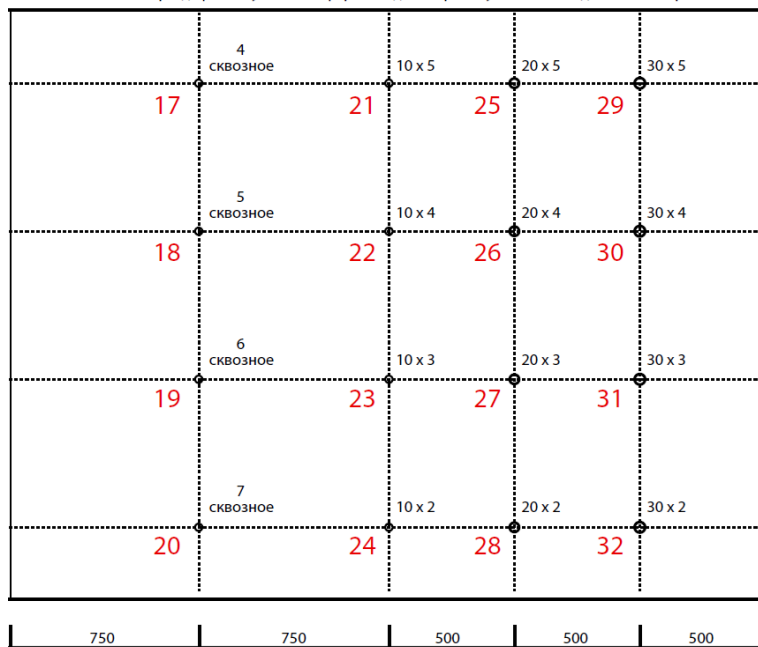 4
сквозное
10 x 5
20 x 5
30 x 5
17
21
25
29
5
сквозное
10 x 4
20 x 4
30 x 4
18
22
26
30
6
сквозное
10 x 3
20 x 3
30 x 3
19
23
27
31
7
сквозное
10 x 2
20 x 2
30 x 2
20
24
28
32
750
750
500
500
500